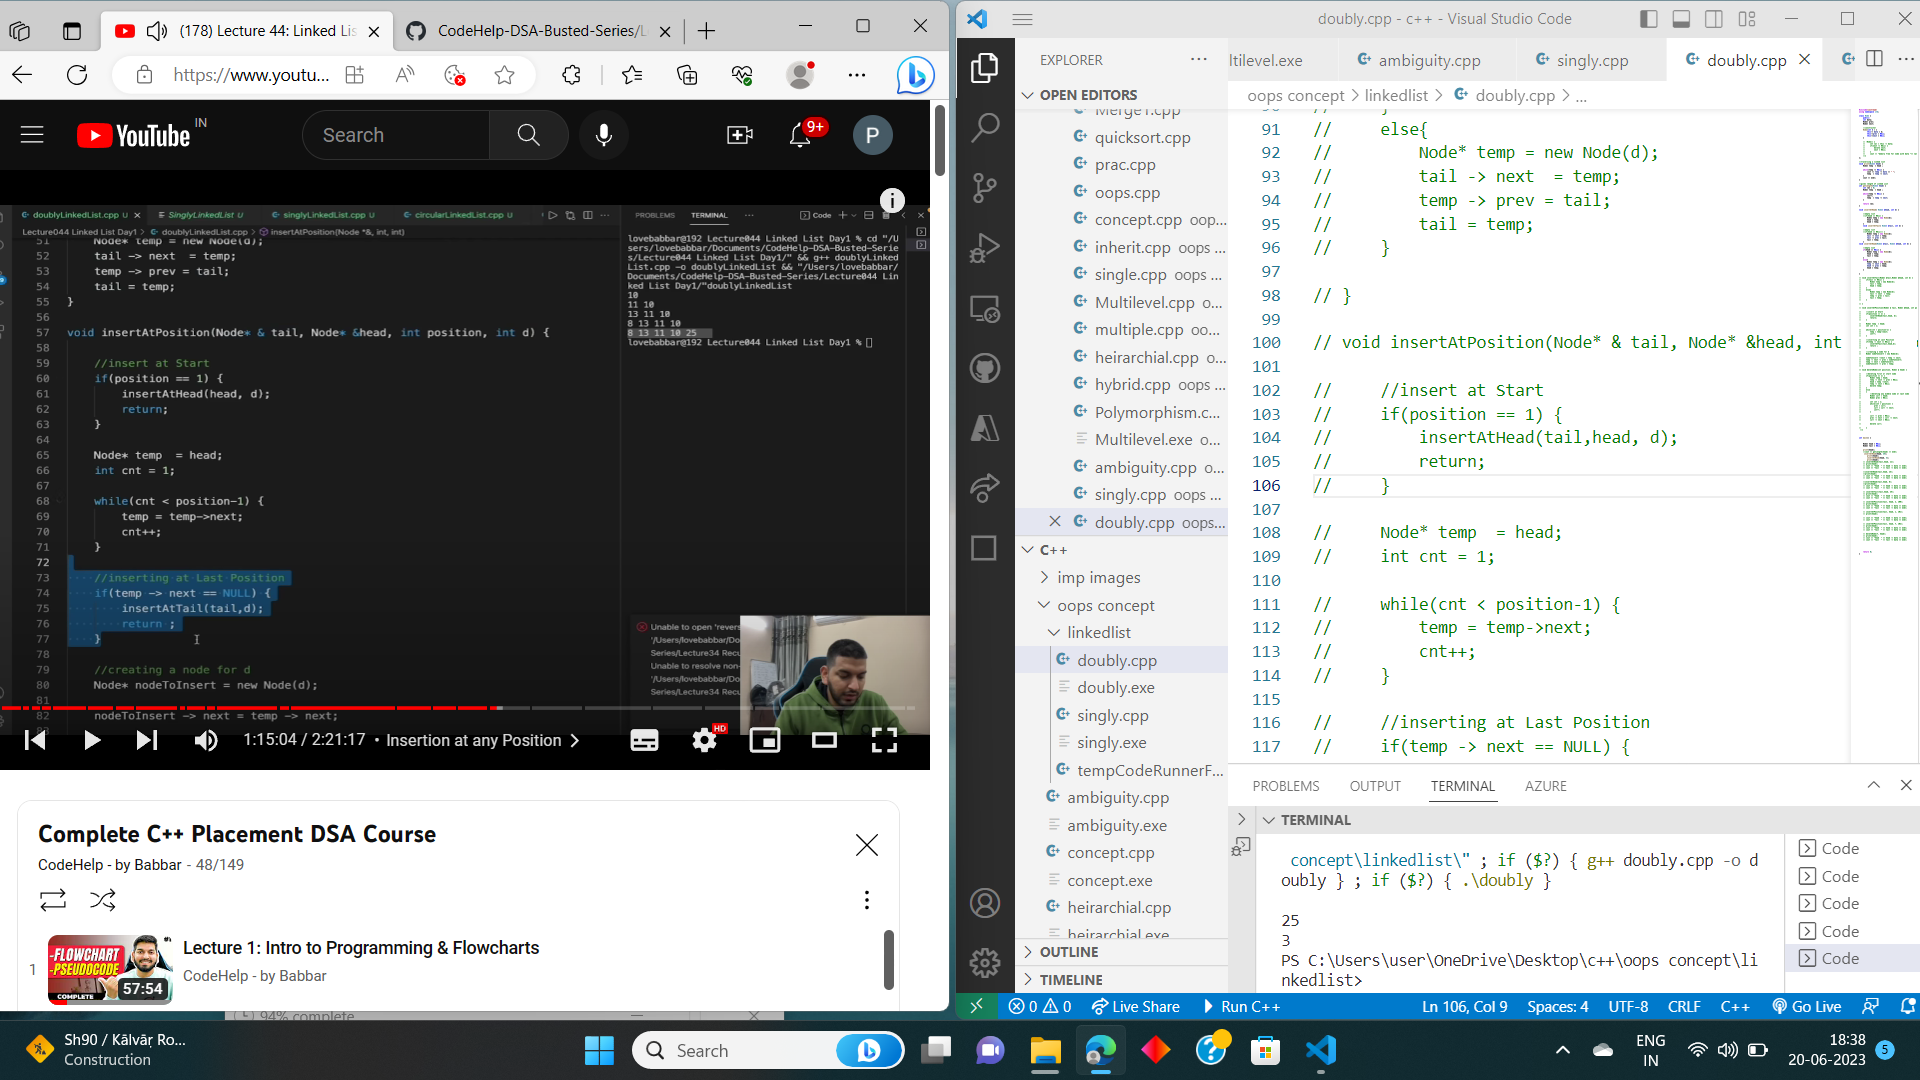 (178) Lecture 44: Linked Lis
CodeHelp-DSA-Busted-Series/L
https://www.youtu...
YouTube IN
Search
9+
P
doublyLinkedList.cpp U
SinglyLinkedList U
singlyLinkedList.cpp U
circularLinkedList.cpp U
Lecture044 Linked List Day1 > doublyLinkedList.cpp > insertAtPosition(Node *&, int, int)
51 Node* temp = new Node(d);
52 tail -> next  = temp;
53 temp -> prev = tail;
54 tail = temp;
55 }
56
57 void insertAtPosition(Node* & tail, Node* &head, int position, int d) {
58
59 //insert at Start
60 if(position == 1) {
61 insertAtHead(head, d);
62 return;
63 }
64
65 Node* temp  = head;
66 int cnt = 1;
67
68 while(cnt < position-1) {
69 temp = temp->next;
70 cnt++;
71 }
72
73 //inserting at Last Position
74 if(temp -> next == NULL) {
75 insertAtTail(tail,d);
76 return ;
77 }
78
79 //creating a node for d
80 Node* nodeToInsert = new Node(d);
81
82 nodeToInsert -> next = temp -> next;
PROBLEMS
TERMINAL
Code
lovebabbar@192 Lecture044 Linked List Day1 % cd "/U
sers/lovebabbar/Documents/CodeHelp-DSA-Busted-Serie
s/Lecture044 Linked List Day1/" && g++ doublyLinked
List.cpp -o doublyLinkedList && "/Users/lovebabbar/
Documents/CodeHelp-DSA-Busted-Series/Lecture044 Lin
ked List Day1/"doublyLinkedList
10
11 10
13 11 10
8 13 11 10
8 13 11 10 25
lovebabbar@192 Lecture044 Linked List Day1 %
Unable to open 'revers
'/Users/lovebabbar/Do
Series/Lecture34 Recu
Unable to resolve non-
'/Users/lovebabbar/Do
Series/Lecture34 Recu
1:15:04 / 2:21:17 • Insertion at any Position
HD
Complete C++ Placement DSA Course
CodeHelp - by Babbar - 48/149
1
-FLOWCHART
-PSEUDOCODE
COMPLETE
57:54
Lecture 1: Intro to Programming & Flowcharts
CodeHelp - by Babbar
94% complete
doubly.cpp - c++ - Visual Studio Code
EXPLORER
OPEN EDITORS
Merge1.cpp
quicksort.cpp
prac.cpp
oops.cpp
concept.cpp oop...
inherit.cpp oops ...
single.cpp oops ...
Multilevel.cpp o...
multiple.cpp oo...
heirarchial.cpp o...
hybrid.cpp oops ...
Polymorphism.c...
Multilevel.exe o...
ambiguity.cpp o...
singly.cpp oops ...
doubly.cpp oops...
C++
imp images
oops concept
linkedlist
doubly.cpp
doubly.exe
singly.cpp
singly.exe
tempCodeRunnerF...
ambiguity.cpp
ambiguity.exe
concept.cpp
concept.exe
heirarchial.cpp
heirarchial.exe
OUTLINE
TIMELINE
ltilevel.exe
ambiguity.cpp
singly.cpp
doubly.cpp
oops concept > linkedlist > doubly.cpp > ...
90 // }
91 // else{
92 // Node* temp = new Node(d);
93 // tail -> next  = temp;
94 // temp -> prev = tail;
95 // tail = temp;
96 // }
97
98 // }
99
100 // void insertAtPosition(Node* & tail, Node* &head, int
101
102 // //insert at Start
103 // if(position == 1) {
104 // insertAtHead(tail,head, d);
105 // return;
106 // }
107
108 // Node* temp  = head;
109 // int cnt = 1;
110
111 // while(cnt < position-1) {
112 // temp = temp->next;
113 // cnt++;
114 // }
115
116 // //inserting at Last Position
117 // if(temp -> next == NULL) {
PROBLEMS
OUTPUT
TERMINAL
AZURE
TERMINAL
concept\linkedlist\" ; if ($?) { g++ doubly.cpp -o d
oubly } ; if ($?) { .\doubly }
25
3
PS C:\Users\user\OneDrive\Desktop\c++\oops concept\li
nkedlist>
Code
Code
Code
Code
Code
0 0
Live Share
Run C++
Ln 106, Col 9
Spaces: 4
UTF-8
CRLF
C++
Go Live
Sh90 / Kālvāṛ Ro...
Construction
Search
ENG
IN
18:38
20-06-2023
5